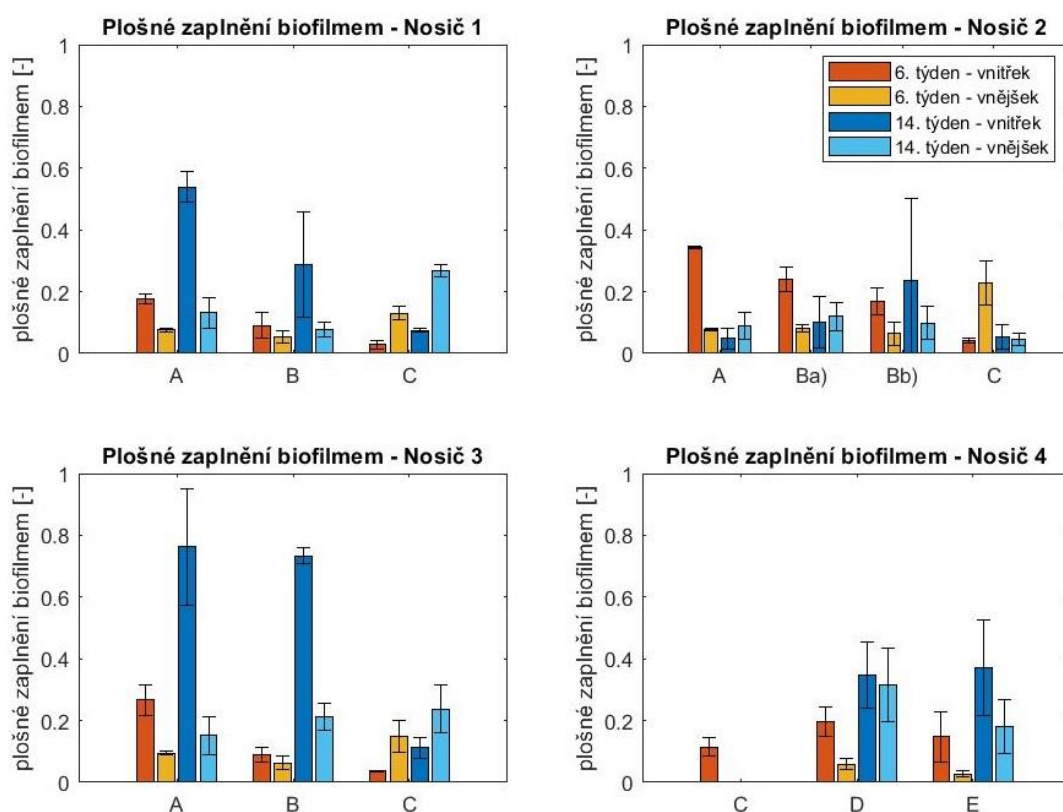 Plošné zaplnění biofilmem - Nosič 1
plošné zaplnění biofilmem [-]
1
0.8
0.6
0.4
0.2
0
A B C
Plošné zaplnění biofilmem - Nosič 2
plošné zaplnění biofilmem [-]
1
0.8
0.6
0.4
0.2
0
6. týden - vnitřek
6. týden - vnějšek
14. týden - vnitřek
14. týden - vnějšek
A Ba) Bb) C
Plošné zaplnění biofilmem - Nosič 3
plošné zaplnění biofilmem [-]
1
0.8
0.6
0.4
0.2
0
A B C
Plošné zaplnění biofilmem - Nosič 4
plošné zaplnění biofilmem [-]
1
0.8
0.6
0.4
0.2
0
C D E